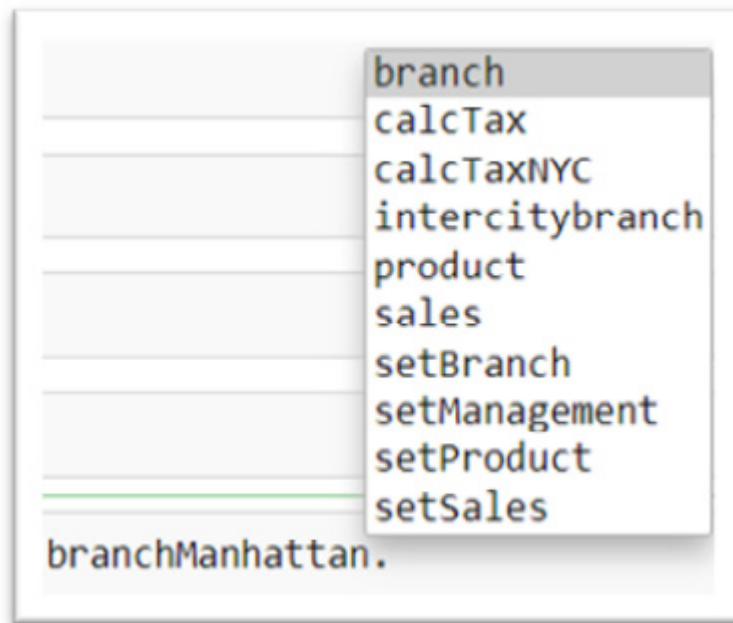 branch
calcTax
calcTaxNYC
intercitybranch
product
sales
setBranch
setManagement
setProduct
setSales
branchManhattan.